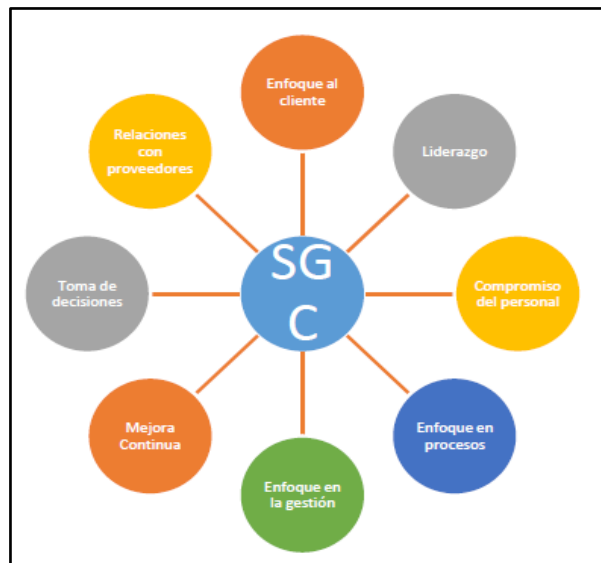 Enfoque al
cliente
Liderazgo
Compromiso
del personal
Enfoque en
procesos
Enfoque en
la gestión
Mejora
Continua
Toma de
decisiones
Relaciones
con
proveedores
SG
C